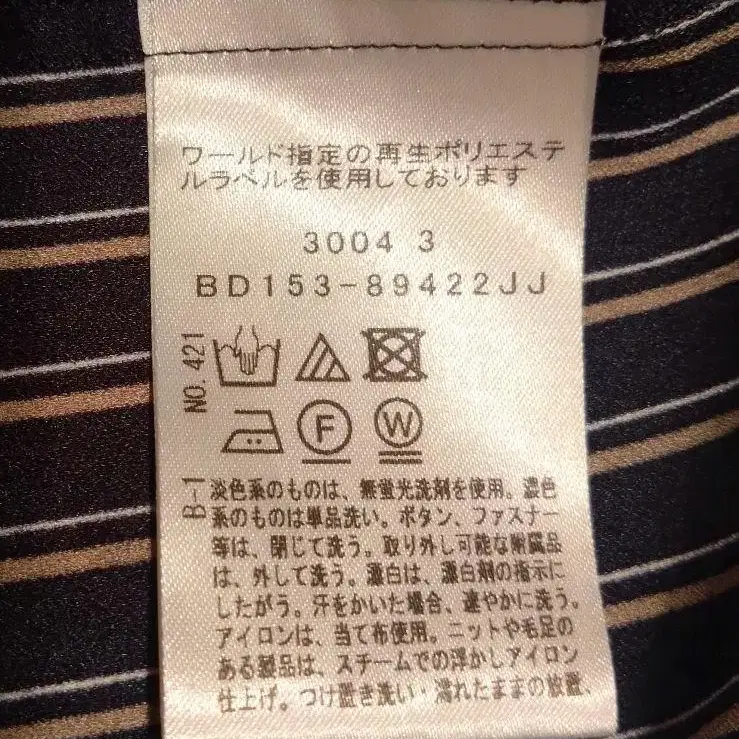 ワールド指定の再生ポリエステ
ルラベルを使用しております
3004 3
BD153-89422JJ
NO. 421
F
W
B-1
淡色系のものは、無蛍光洗剤を使用。濃色
系のものは単品洗い。ボタン、ファスナー
等は、閉じて洗う。取り外し可能な附属品
は、外して洗う。漂白は、漂白剤の指示に
したがう。汗をかいた場合、速やかに洗う。
アイロンは、当て布使用。ニットや毛足の
ある製品は、スチームでの浮かしアイロン
仕上げ。つけ置き洗い・濡れたままの放置、